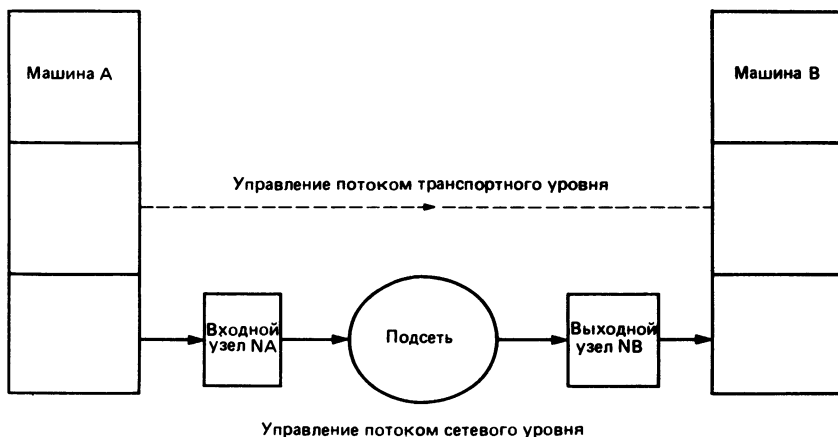 Машина А
Машина В
Управление потоком транспортного уровня
Входной
узел NA
Подсеть
Выходной
узел NB
Управление потоком сетевого уровня